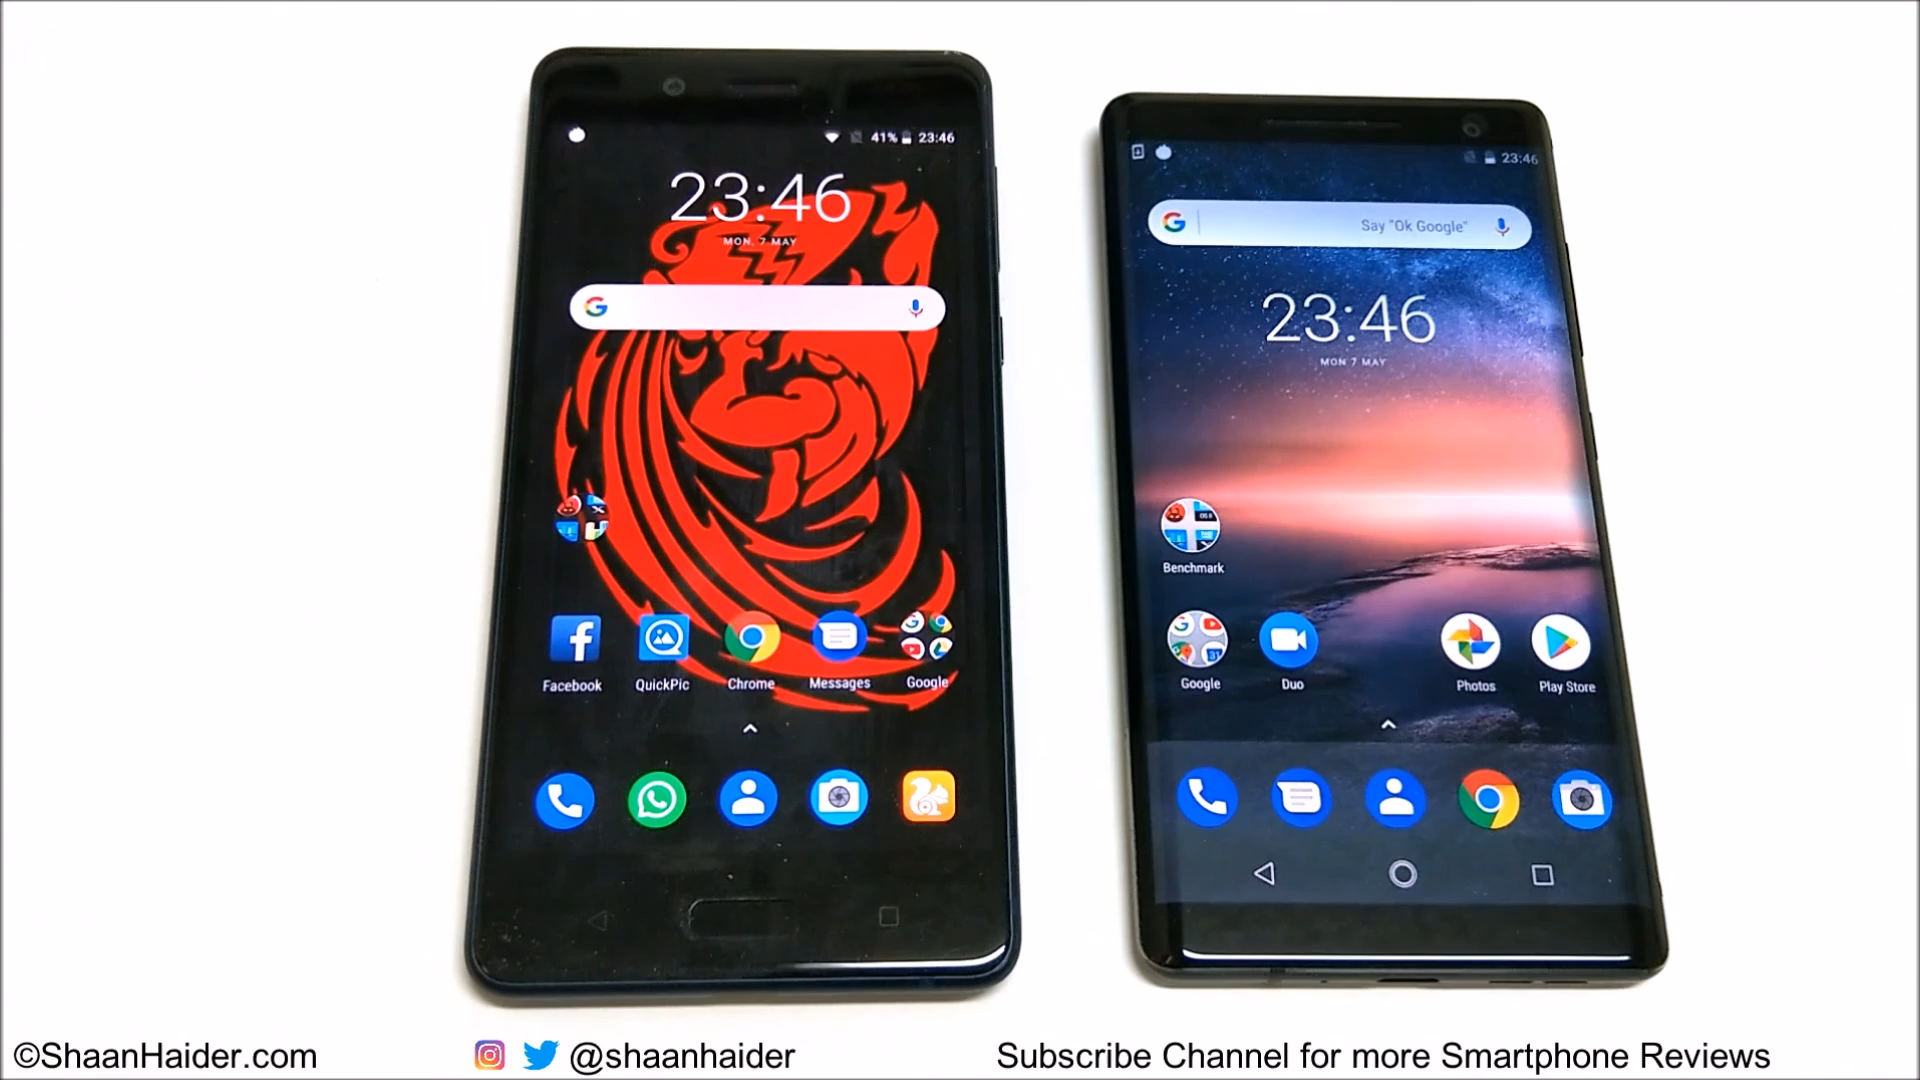 41% 23:46
23:46
MON, 7 MAY
Facebook
QuickPic
Chrome
Messages
Google
23:46
Say "Ok Google"
23:46
MON 7 MAY
Benchmark
Google
Duo
Photos
Play Store
©ShaanHaider.com
@shaanhaider
Subscribe Channel for more Smartphone Reviews